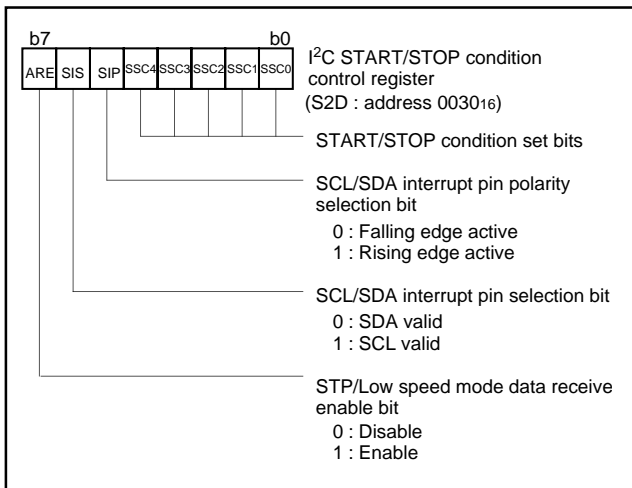 b7 b0
ARE SIS SIP SSC4 SSC3 SSC2 SSC1 SSC0
I²C START/STOP condition
control register
(S2D : address 0030₁₆)
START/STOP condition set bits
SCL/SDA interrupt pin polarity
selection bit
0 : Falling edge active
1 : Rising edge active
SCL/SDA interrupt pin selection bit
0 : SDA valid
1 : SCL valid
STP/Low speed mode data receive
enable bit
0 : Disable
1 : Enable